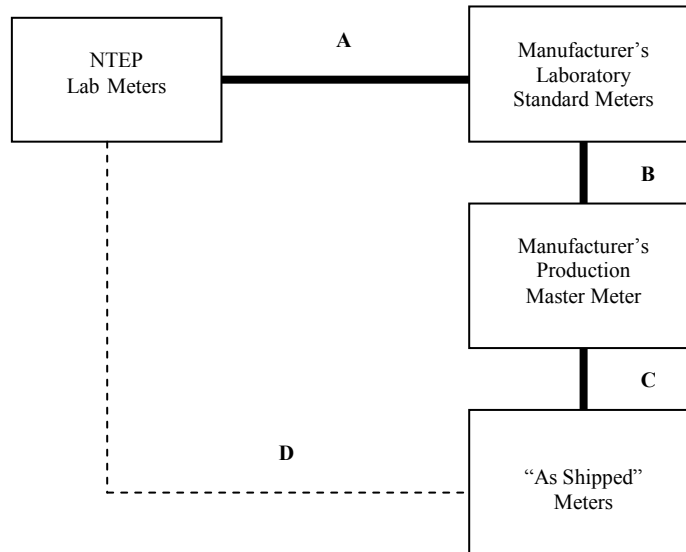 NTEP
Lab Meters
A
Manufacturer’s
Laboratory
Standard Meters
B
Manufacturer’s
Production
Master Meter
C
D
“As Shipped”
Meters